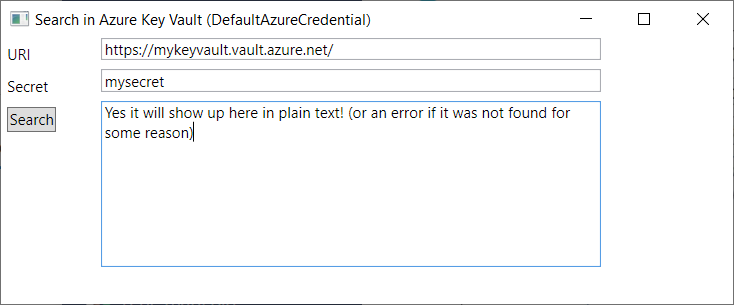 Search in Azure Key Vault (DefaultAzureCredential)
URI
https://mykeyvault.vault.azure.net/
Secret
mysecret
Search
Yes it will show up here in plain text! (or an error if it was not found for
some reason)